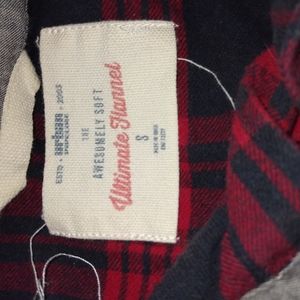 ESTD • 2003
THE
AWESOMELY SOFT
Ultimate Flannel
S